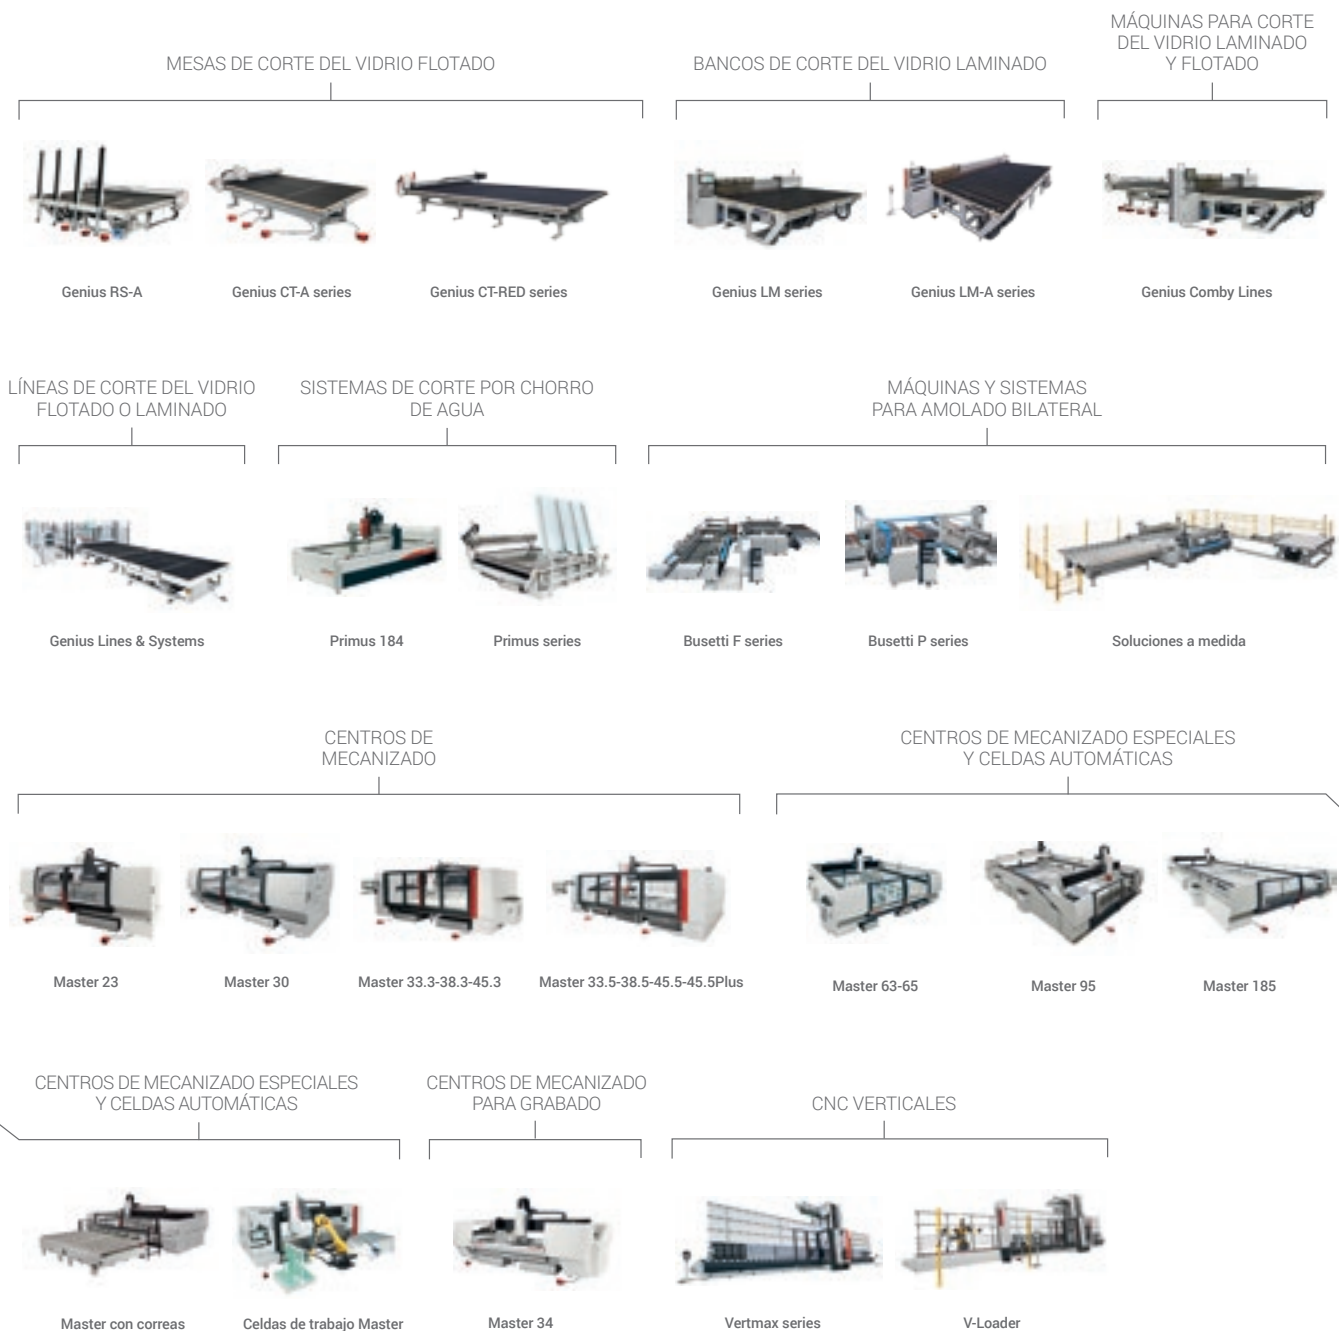 MESAS DE CORTE DEL VIDRIO FLOTADO
BANCOS DE CORTE DEL VIDRIO LAMINADO
MÁQUINAS PARA CORTE
DEL VIDRIO LAMINADO
Y FLOTADO
Genius RS-A
Genius CT-A series
Genius CT-RED series
Genius LM series
Genius LM-A series
Genius Comby Lines
LÍNEAS DE CORTE DEL VIDRIO
FLOTADO O LAMINADO
SISTEMAS DE CORTE POR CHORRO
DE AGUA
MÁQUINAS Y SISTEMAS
PARA AMOLADO BILATERAL
Genius Lines & Systems
Primus 184
Primus series
Busetti F series
Busetti P series
Soluciones a medida
CENTROS DE
MECANIZADO
CENTROS DE MECANIZADO ESPECIALES
Y CELDAS AUTOMÁTICAS
Master 23
Master 30
Master 33.3-38.3-45.3
Master 33.5-38.5-45.5-45.5Plus
Master 63-65
Master 95
Master 185
CENTROS DE MECANIZADO ESPECIALES
Y CELDAS AUTOMÁTICAS
CENTROS DE MECANIZADO
PARA GRABADO
CNC VERTICALES
Master con correas
Celdas de trabajo Master
Master 34
Vertmax series
V-Loader